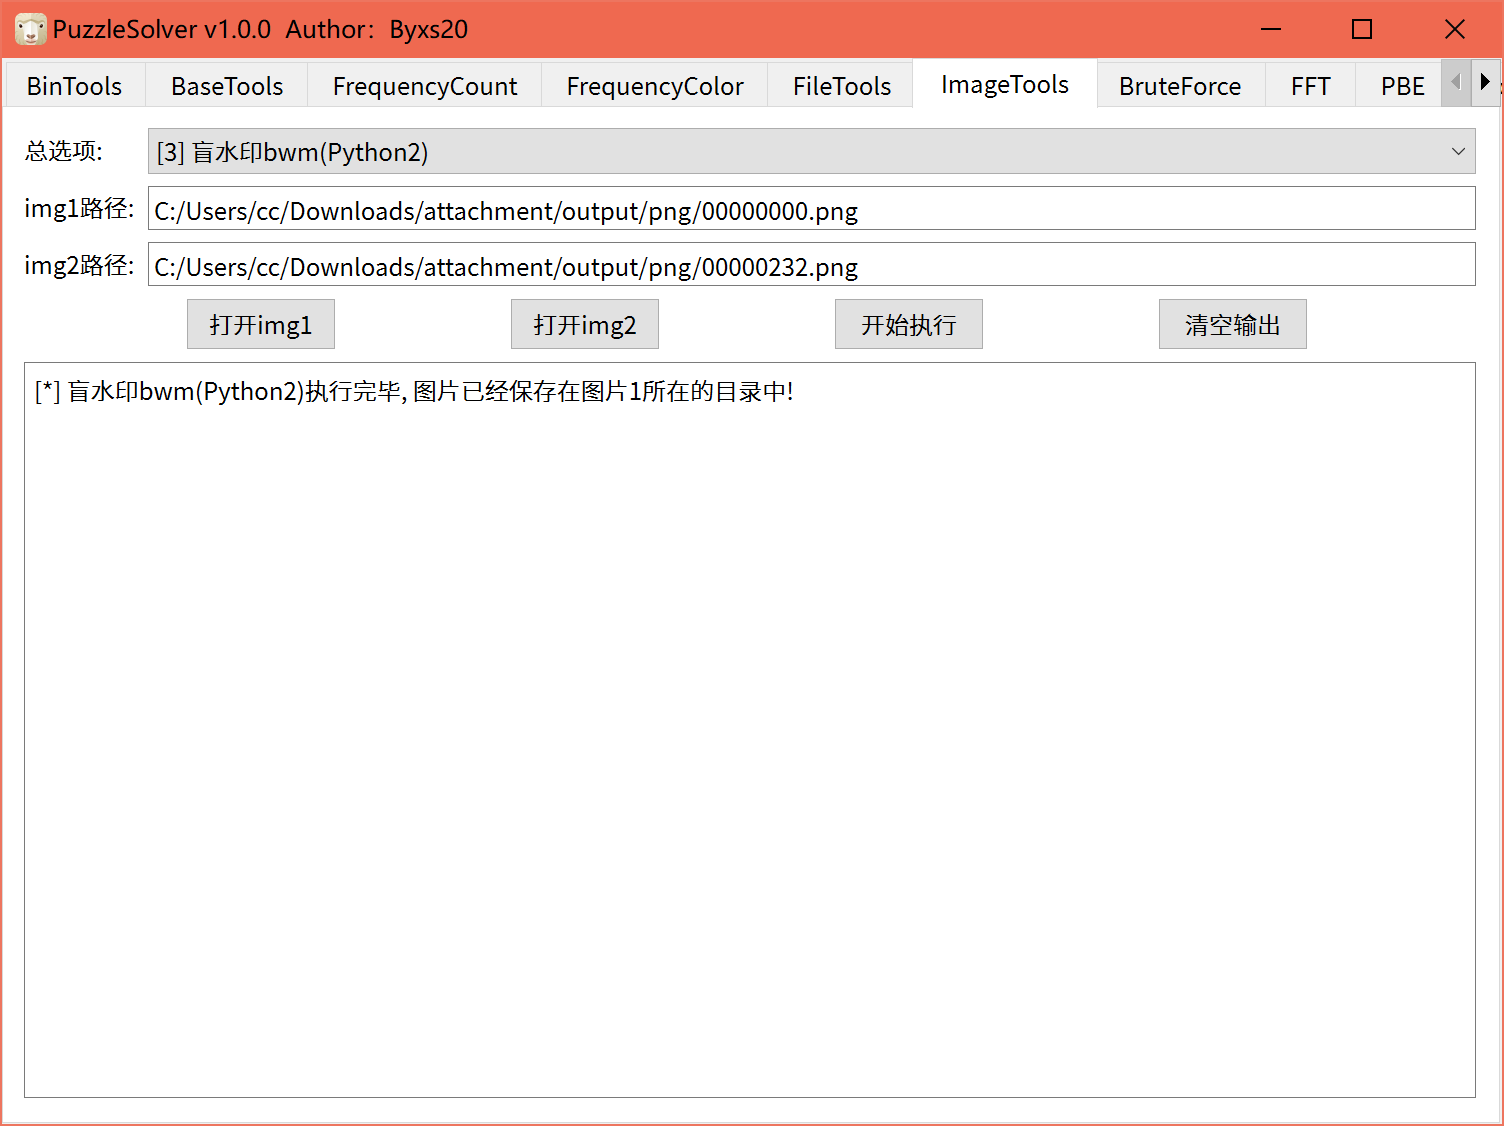 PuzzleSolver v1.0.0 Author：Byxs20
BinTools BaseTools FrequencyCount FrequencyColor FileTools ImageTools BruteForce FFT PBE
总选项: [3] 盲水印bwm(Python2)
img1路径: C:/Users/cc/Downloads/attachment/output/png/00000000.png
img2路径: C:/Users/cc/Downloads/attachment/output/png/00000232.png
打开img1 打开img2 开始执行 清空输出
[*] 盲水印bwm(Python2)执行完毕, 图片已经保存在图片1所在的目录中!